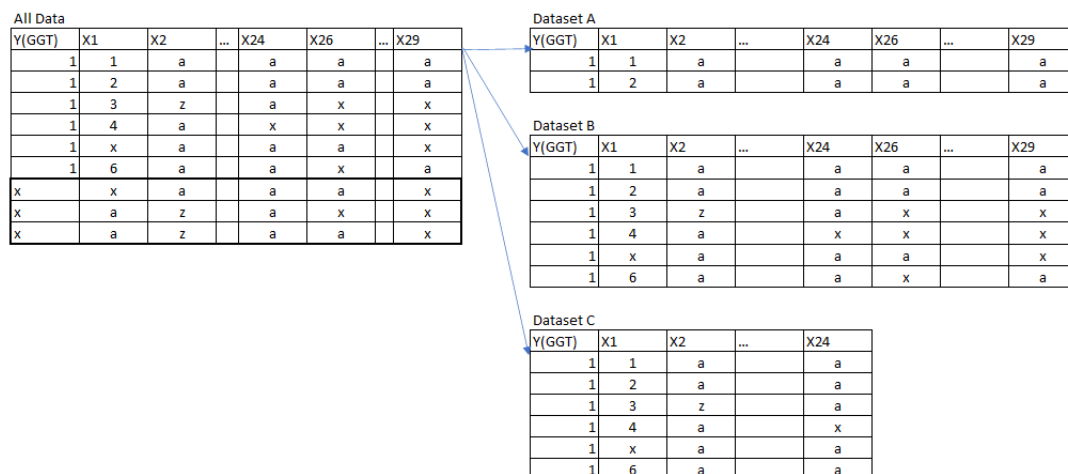 All Data
Y(GGT) X1 X2 ... X24 X26 ... X29
1 1 a a a a
1 2 a a a a
1 3 z a x x
1 4 a x x x
1 x a a a x
1 6 a a x a
x x a a a x
x a z a x x
x a z a a x
Dataset A
Y(GGT) X1 X2 ... X24 X26 ... X29
1 1 a a a a
1 2 a a a a
Dataset B
Y(GGT) X1 X2 ... X24 X26 ... X29
1 1 a a a a
1 2 a a a a
1 3 z a x x
1 4 a x x x
1 x a a a x
1 6 a a x a
Dataset C
Y(GGT) X1 X2 ... X24
1 1 a a
1 2 a a
1 3 z a
1 4 a x
1 x a a
1 6 a a